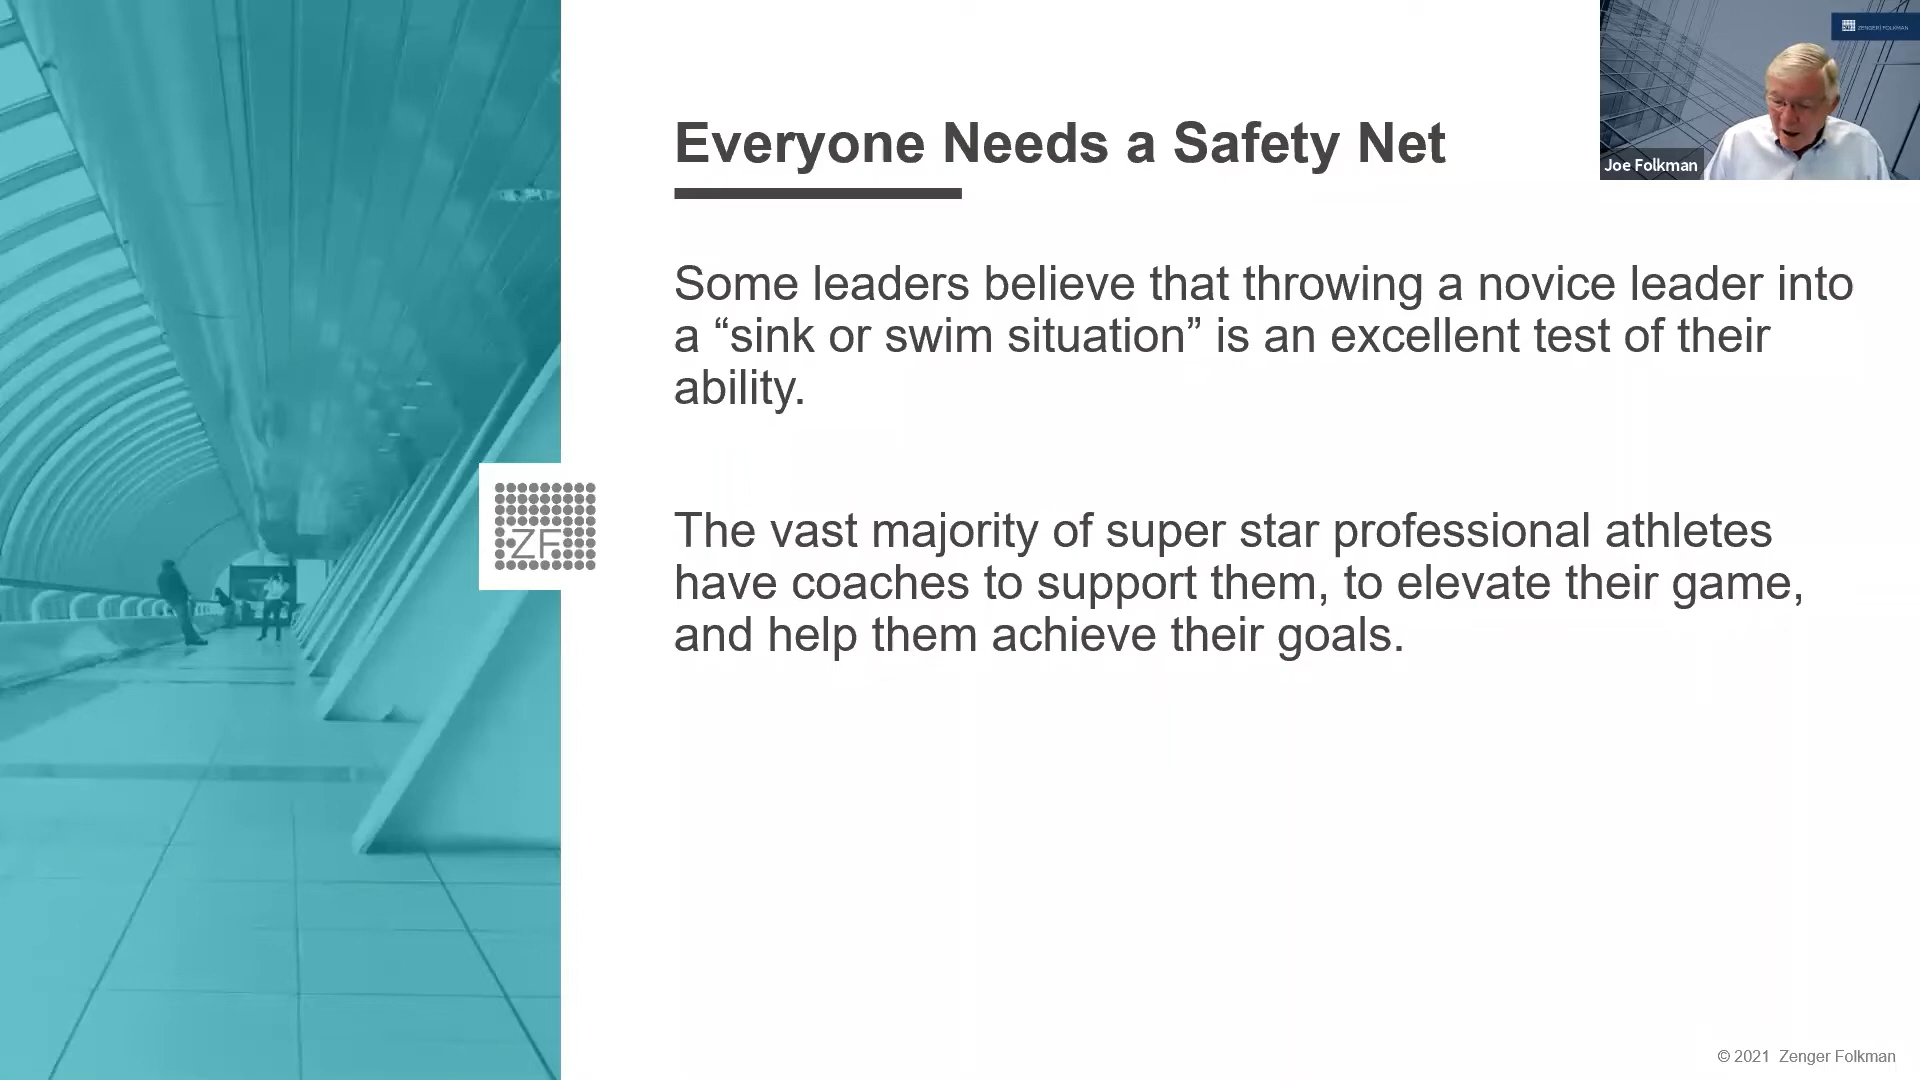 ZENGER FOLKMAN
Joe Folkman
Everyone Needs a Safety Net
Some leaders believe that throwing a novice leader into
a “sink or swim situation” is an excellent test of their
ability.
ZF
The vast majority of super star professional athletes
have coaches to support them, to elevate their game,
and help them achieve their goals.
© 2021 Zenger Folkman